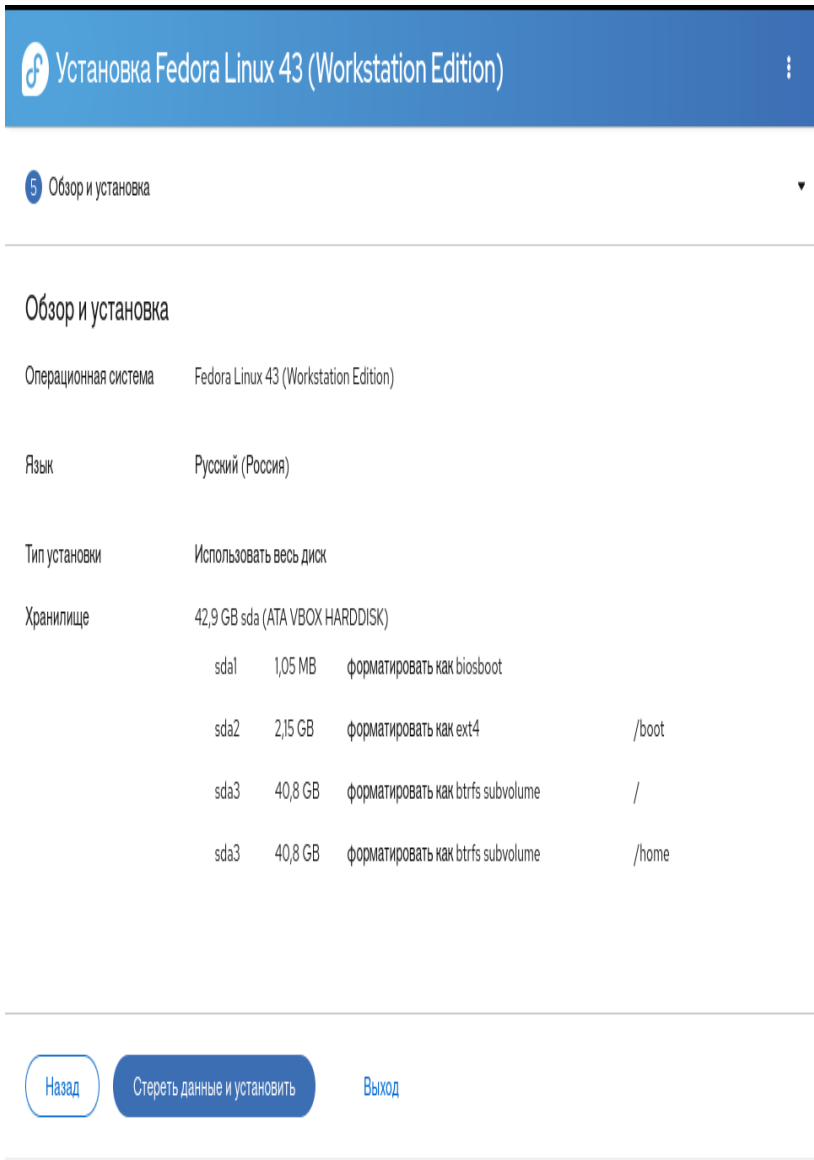 Установка Fedora Linux 43 (Workstation Edition)
5 Обзор и установка
Обзор и установка
Операционная система Fedora Linux 43 (Workstation Edition)
Язык Русский (Россия)
Тип установки Использовать весь диск
Хранилище 42,9 GB sda (ATA VBOX HARDDISK)
sda1 1,05 MB форматировать как biosboot
sda2 2,15 GB форматировать как ext4 /boot
sda3 40,8 GB форматировать как btrfs subvolume /
sda3 40,8 GB форматировать как btrfs subvolume /home
Назад Стереть данные и установить Выход